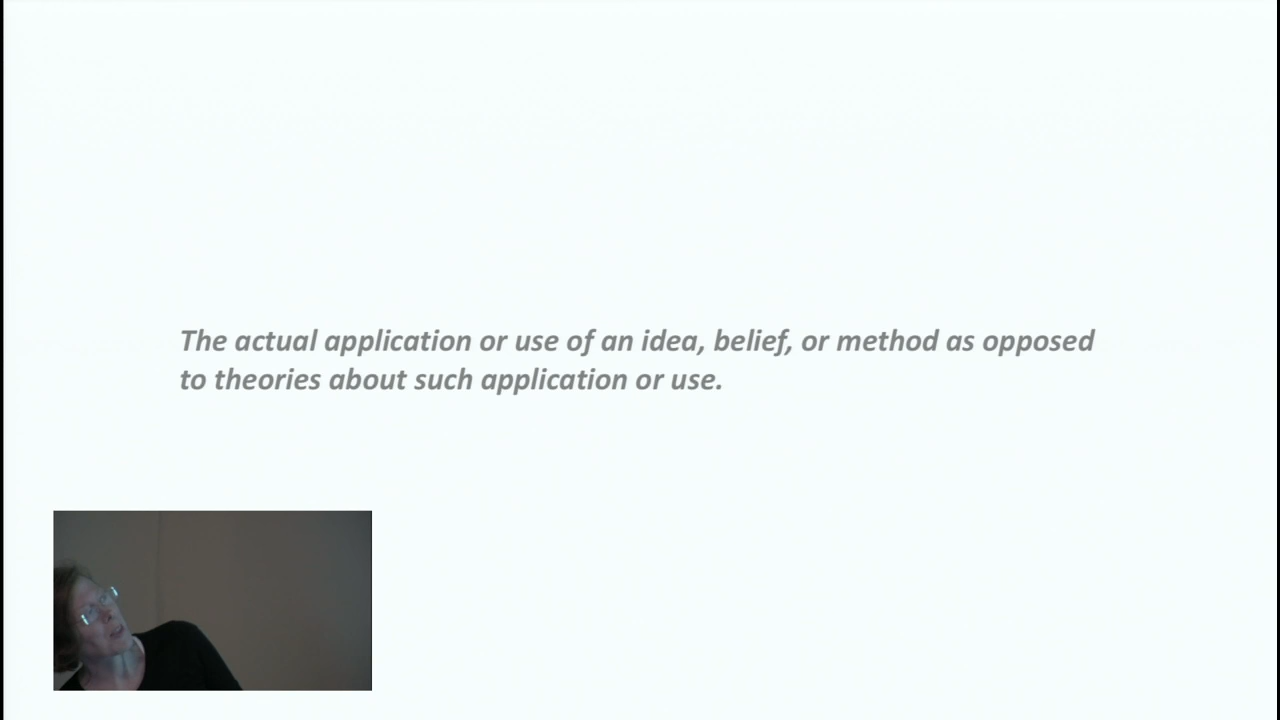 The actual application or use of an idea, belief, or method as opposed
to theories about such application or use.